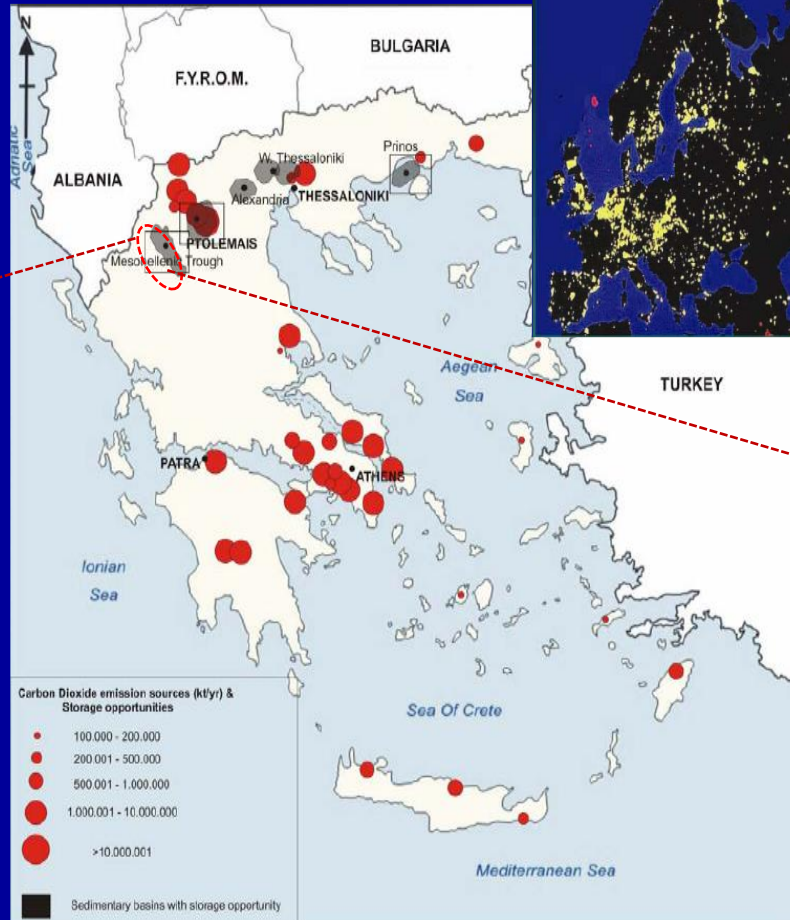 N
BULGARIA
F.Y.R.O.M.
Adriatic
Sea
ALBANIA
Prinos
W. Thessaloniki
Alexandria
THESSALONIKI
PTOLEMAIS
Mesohellenic Trough
Aegean
Sea
TURKEY
PATRA
ATHENS
Ionian
Sea
Sea Of Crete
Mediterranean Sea
Carbon Dioxide emission sources (kt/yr) &
Storage opportunities
100.000 - 200.000
200.001 - 500.000
500.001 - 1.000.000
1.000.001 - 10.000.000
>10.000.001
Sedimentary basins with storage opportunity